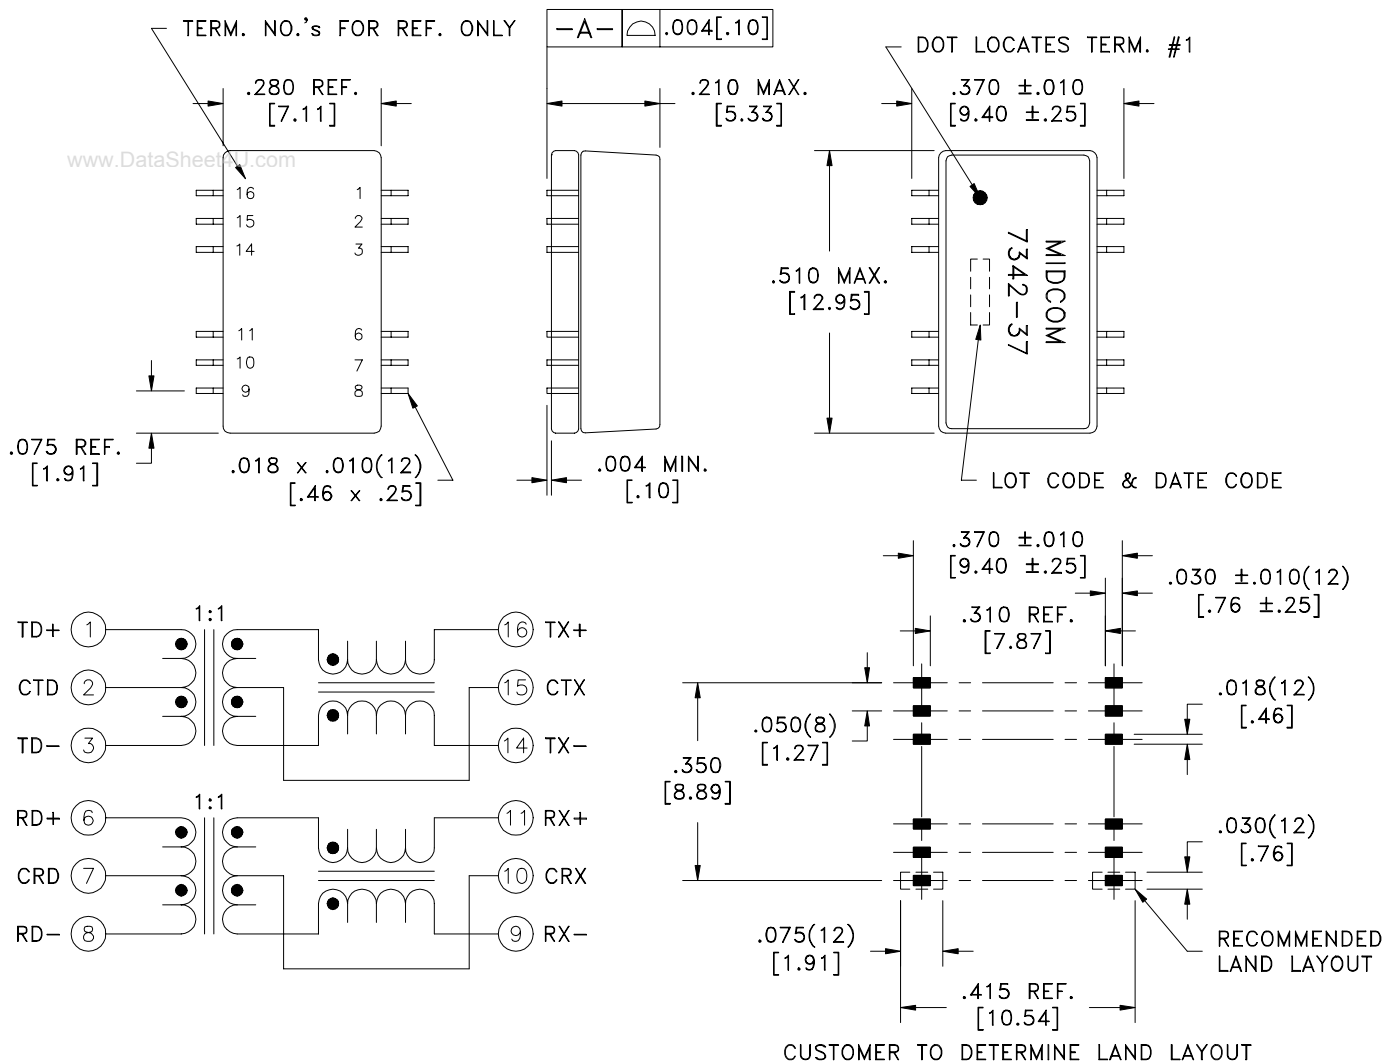 TERM. NO.'s FOR REF. ONLY
-A- .004[.10]
DOT LOCATES TERM. #1
.280 REF.
[7.11]
.210 MAX.
[5.33]
.370 ±.010
[9.40 ±.25]
www.DataSheet4U.com
16 1
15 2
14 3
11 6
10 7
9 8
.510 MAX.
[12.95]
MIDCOM
7342-37
.075 REF.
[1.91]
.018 x .010(12)
[.46 x .25]
.004 MIN.
[.10]
LOT CODE & DATE CODE
1:1
TD+ 1 16 TX+
CTD 2 15 CTX
TD- 3 14 TX-
1:1
RD+ 6 11 RX+
CRD 7 10 CRX
RD- 8 9 RX-
.370 ±.010
[9.40 ±.25]
.030 ±.010(12)
[.76 ±.25]
.310 REF.
[7.87]
.018(12)
[.46]
.050(8)
[1.27]
.350
[8.89]
.030(12)
[.76]
.075(12)
[1.91]
RECOMMENDED
LAND LAYOUT
.415 REF.
[10.54]
CUSTOMER TO DETERMINE LAND LAYOUT